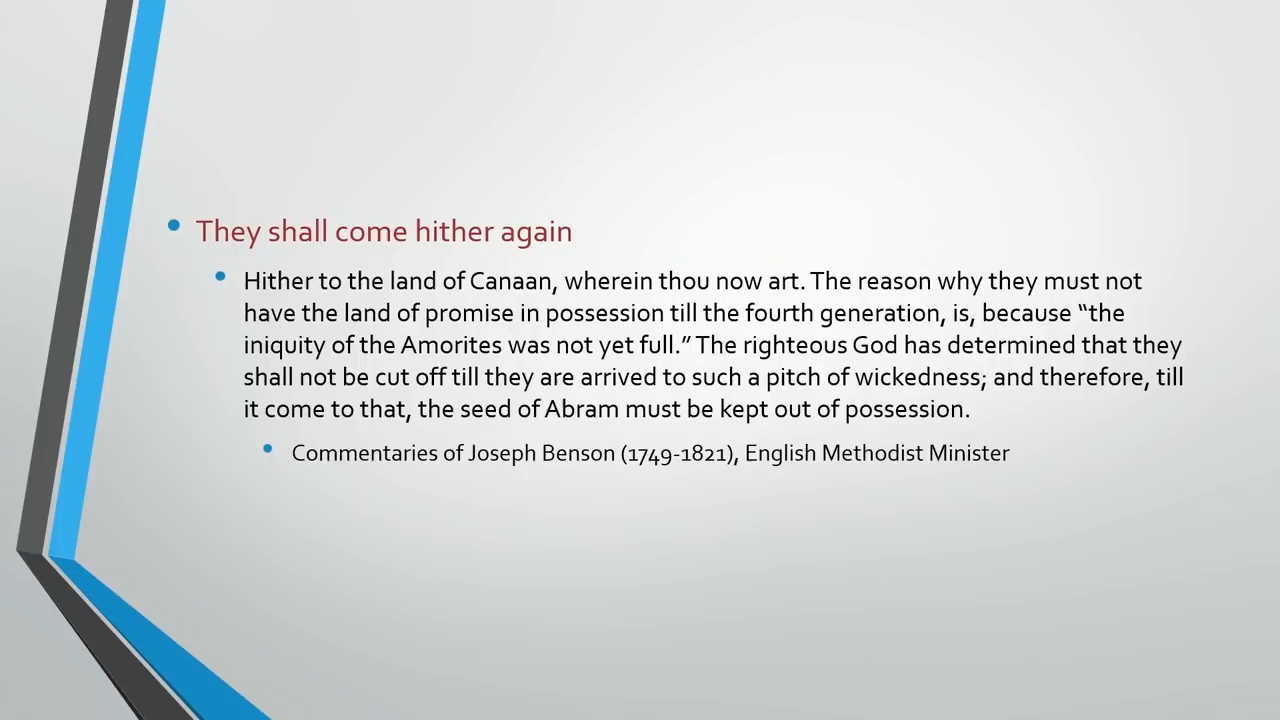 They shall come hither again
Hither to the land of Canaan, wherein thou now art. The reason why they must not
have the land of promise in possession till the fourth generation, is, because “the
iniquity of the Amorites was not yet full.” The righteous God has determined that they
shall not be cut off till they are arrived to such a pitch of wickedness; and therefore, till
it come to that, the seed of Abram must be kept out of possession.
Commentaries of Joseph Benson (1749-1821), English Methodist Minister